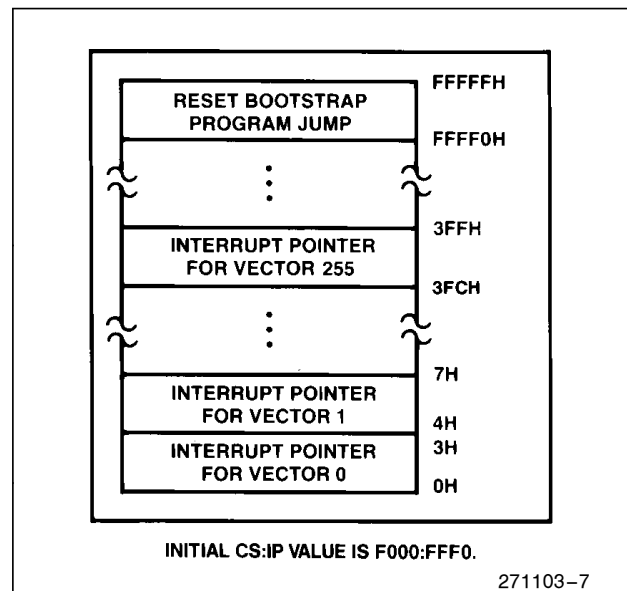 FFFFFH
RESET BOOTSTRAP
PROGRAM JUMP
FFFF0H
3FFH
INTERRUPT POINTER
FOR VECTOR 255
3FCH
7H
INTERRUPT POINTER
FOR VECTOR 1
4H
3H
INTERRUPT POINTER
FOR VECTOR 0
0H
INITIAL CS:IP VALUE IS F000:FFF0.
271103–7